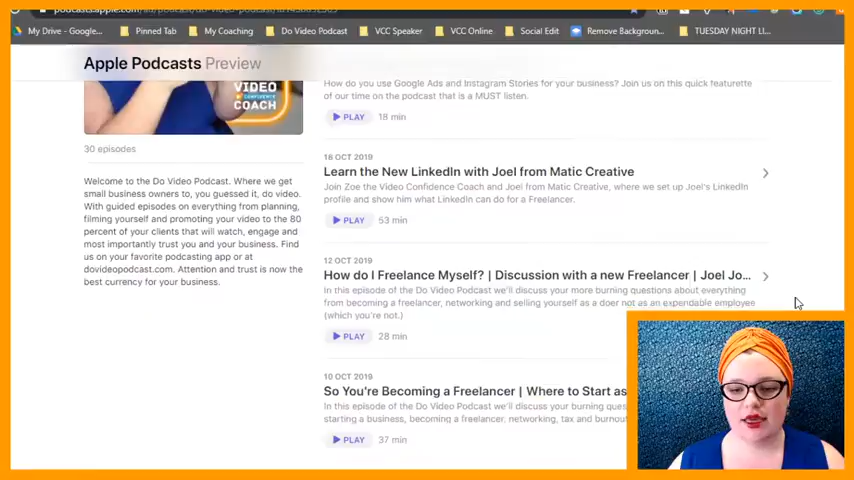 My Drive - Google...
Pinned Tab
My Coaching
Do Video Podcast
VCC Speaker
VCC Online
Social Edit
Remove Backgroun...
TUESDAY NIGHT LI...
Apple Podcasts Preview
VIDEO
CONFIDENCE
COACH
30 episodes
Welcome to the Do Video Podcast. Where we get
small business owners to, you guessed it, do video.
With guided episodes on everything from planning,
filming yourself and promoting your video to the 80
percent of your clients that will watch, engage and
most importantly trust you and your business. Find
us on your favorite podcasting app or at
dovideopodcast.com. Attention and trust is now the
best currency for your business.
How do you use Google Ads and Instagram Stories for your business? Join us on this quick featurette
of our time on the podcast that is a MUST listen.
PLAY 18 min
16 OCT 2019
Learn the New LinkedIn with Joel from Matic Creative
Join Zoe the Video Confidence Coach and Joel from Matic Creative, where we set up Joel's LinkedIn
profile and show him what LinkedIn can do for a Freelancer.
PLAY 53 min
12 OCT 2019
How do I Freelance Myself? | Discussion with a new Freelancer | Joel Jo...
In this episode of the Do Video Podcast we'll discuss your more burning questions about everything
from becoming a freelancer, networking and selling yourself as a doer not as an expendable employee
(which you're not.)
PLAY 28 min
10 OCT 2019
So You're Becoming a Freelancer | Where to Start as
In this episode of the Do Video Podcast we'll discuss your burning ques
starting a business, becoming a freelancer, networking, tax and burnout
PLAY 37 min